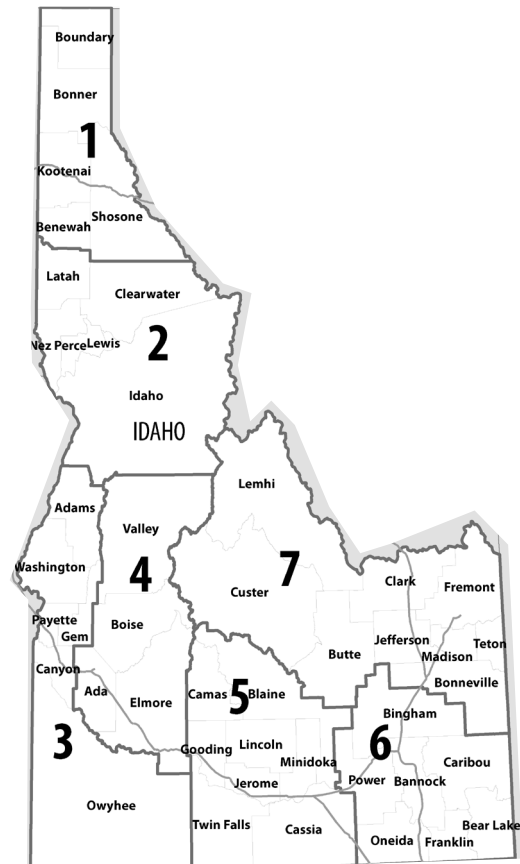 Boundary
Bonner
1
Kootenai
Shosone
Benewah
Latah
Clearwater
Nez Perce
Lewis
2
Idaho
IDAHO
Lemhi
Adams
Valley
7
Washington
4
Clark
Fremont
Custer
Payette
Boise
Gem
Jefferson
Teton
Butte
Madison
Canyon
Bonneville
Ada
Camas
5
Blaine
Elmore
Bingham
3
Gooding
Lincoln
6
Minidoka
Caribou
Jerome
Power
Bannock
Owyhee
Twin Falls
Cassia
Bear Lake
Oneida
Franklin